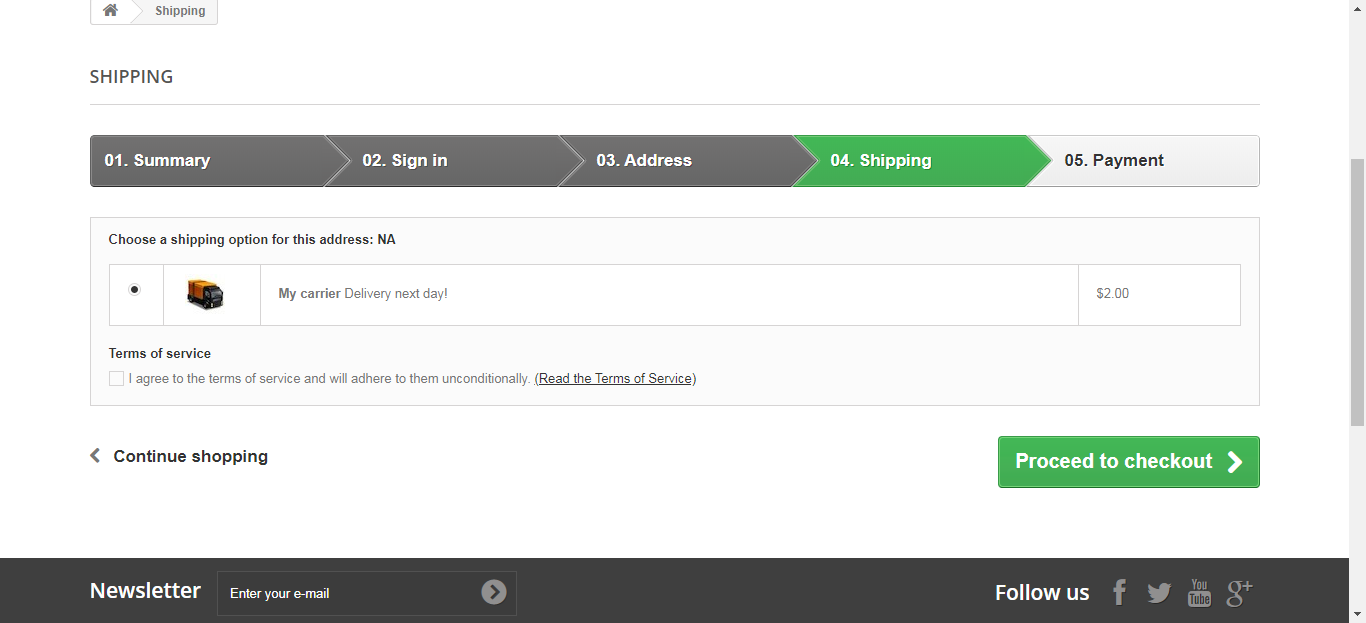 Shipping
SHIPPING
01. Summary
02. Sign in
03. Address
04. Shipping
05. Payment
Choose a shipping option for this address: NA
My carrier Delivery next day!
$2.00
Terms of service
I agree to the terms of service and will adhere to them unconditionally. (Read the Terms of Service)
Continue shopping
Proceed to checkout
Newsletter
Enter your e-mail
Follow us
You
Tube
g+